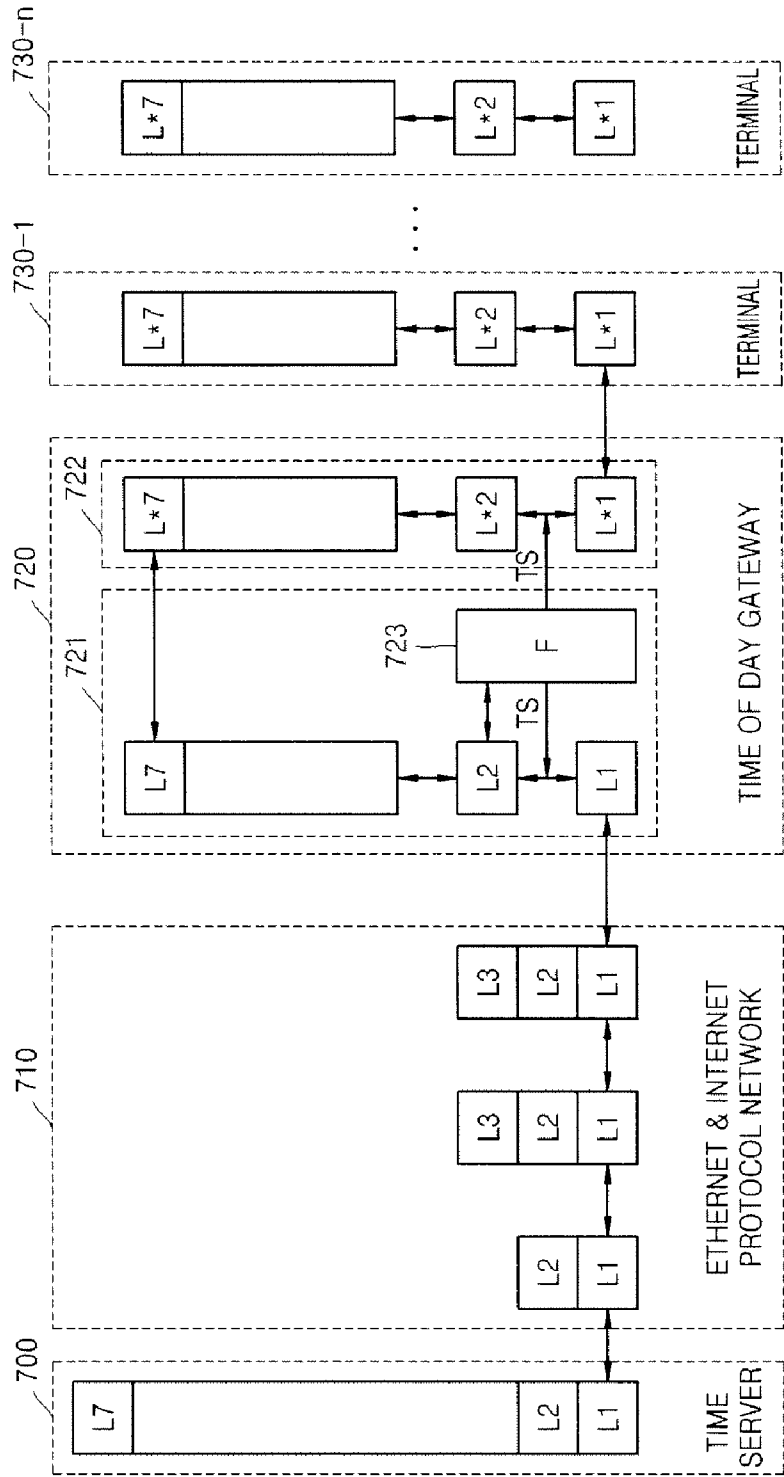 700
L7
L2
L1
TIME
SERVER
710
L2
L1
L3
L2
L1
L3
L2
L1
ETHERNET & INTERNET
PROTOCOL NETWORK
720
721
L7
L2
L1
723
F
TS
TS
722
L*7
L*2
L*1
TIME OF DAY GATEWAY
730-1
L*7
L*2
L*1
TERMINAL
...
730-n
L*7
L*2
L*1
TERMINAL